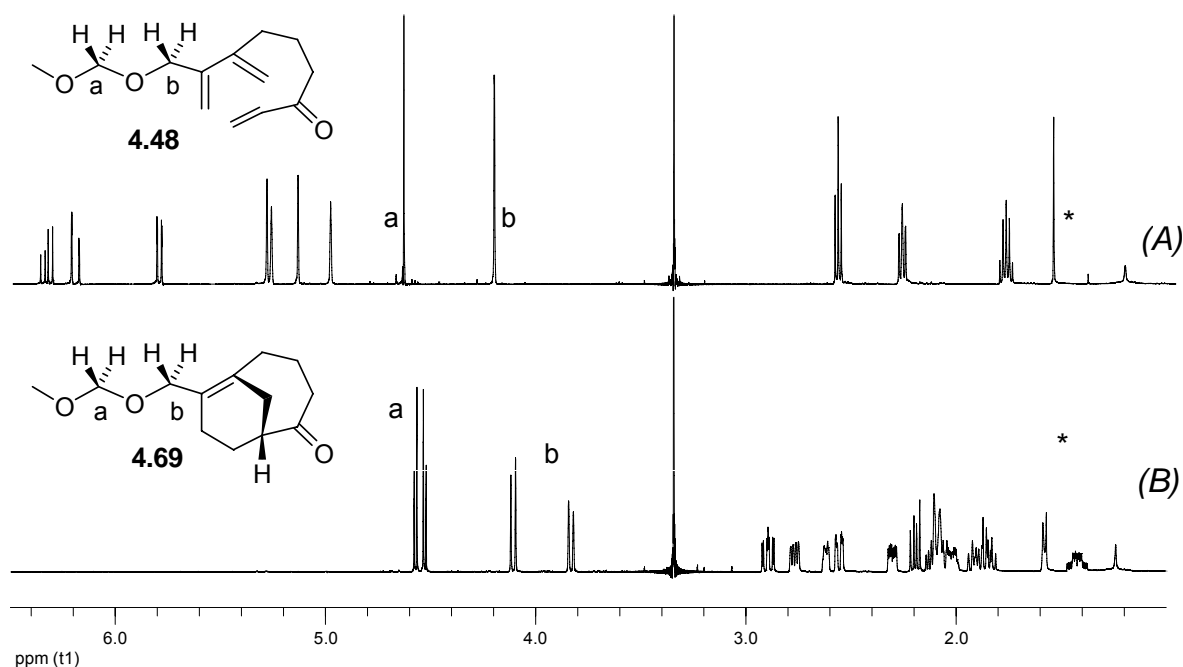 H H H H
O a O b
O
4.48
a b * (A)
H H H H
O a O b
O
4.69
H
a b * (B)
6.0 5.0 4.0 3.0 2.0
ppm (t1)